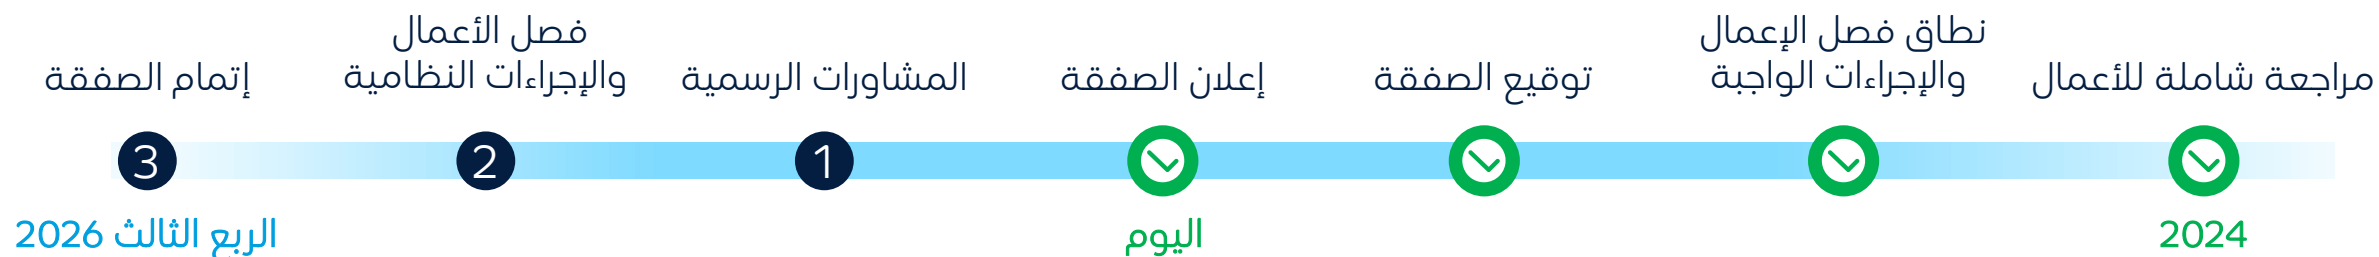 مراجعة شاملة للأعمال
2024
نطاق فصل الإعمال
والإجراءات الواجبة
توقيع الصفقة
إعلان الصفقة
اليوم
المشاورات الرسمية
1
فصل الأعمال
والإجراءات النظامية
2
إتمام الصفقة
3
الربع الثالث 2026